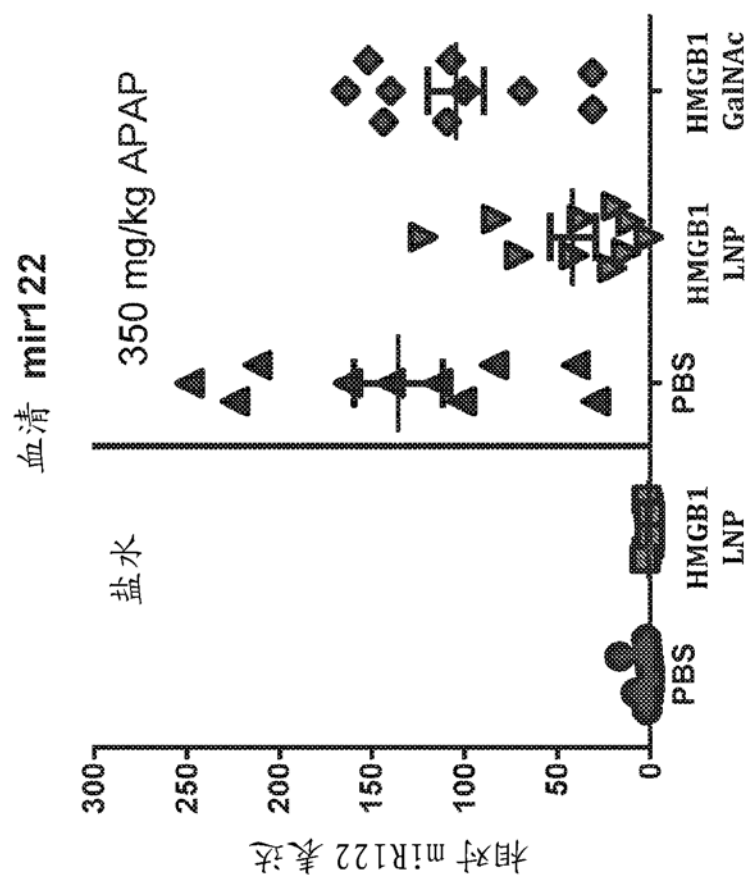 血清 mir122
盐水
350 mg/kg APAP
相对 miR122 表达
300
250
200
150
100
50
0
PBS
HMGB1
LNP
PBS
HMGB1
LNP
HMGB1
GalNAc